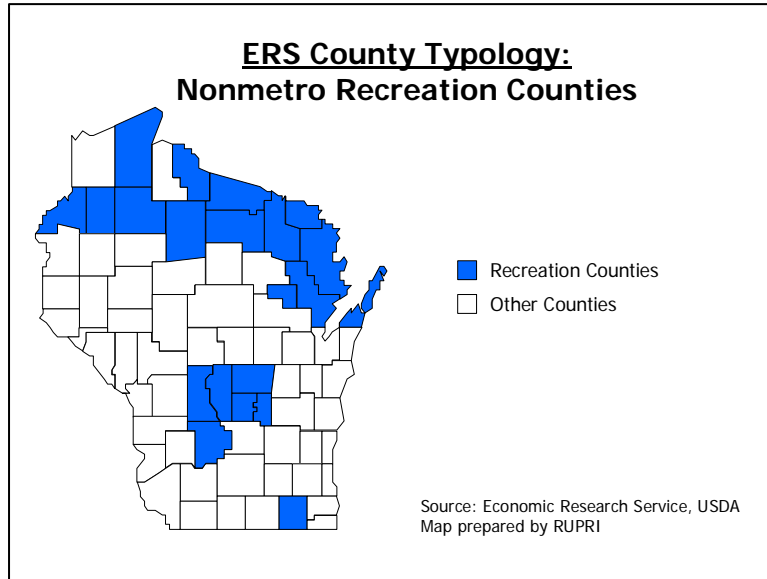 ERS County Typology:
Nonmetro Recreation Counties
Recreation Counties
Other Counties
Source: Economic Research Service, USDA
Map prepared by RUPRI